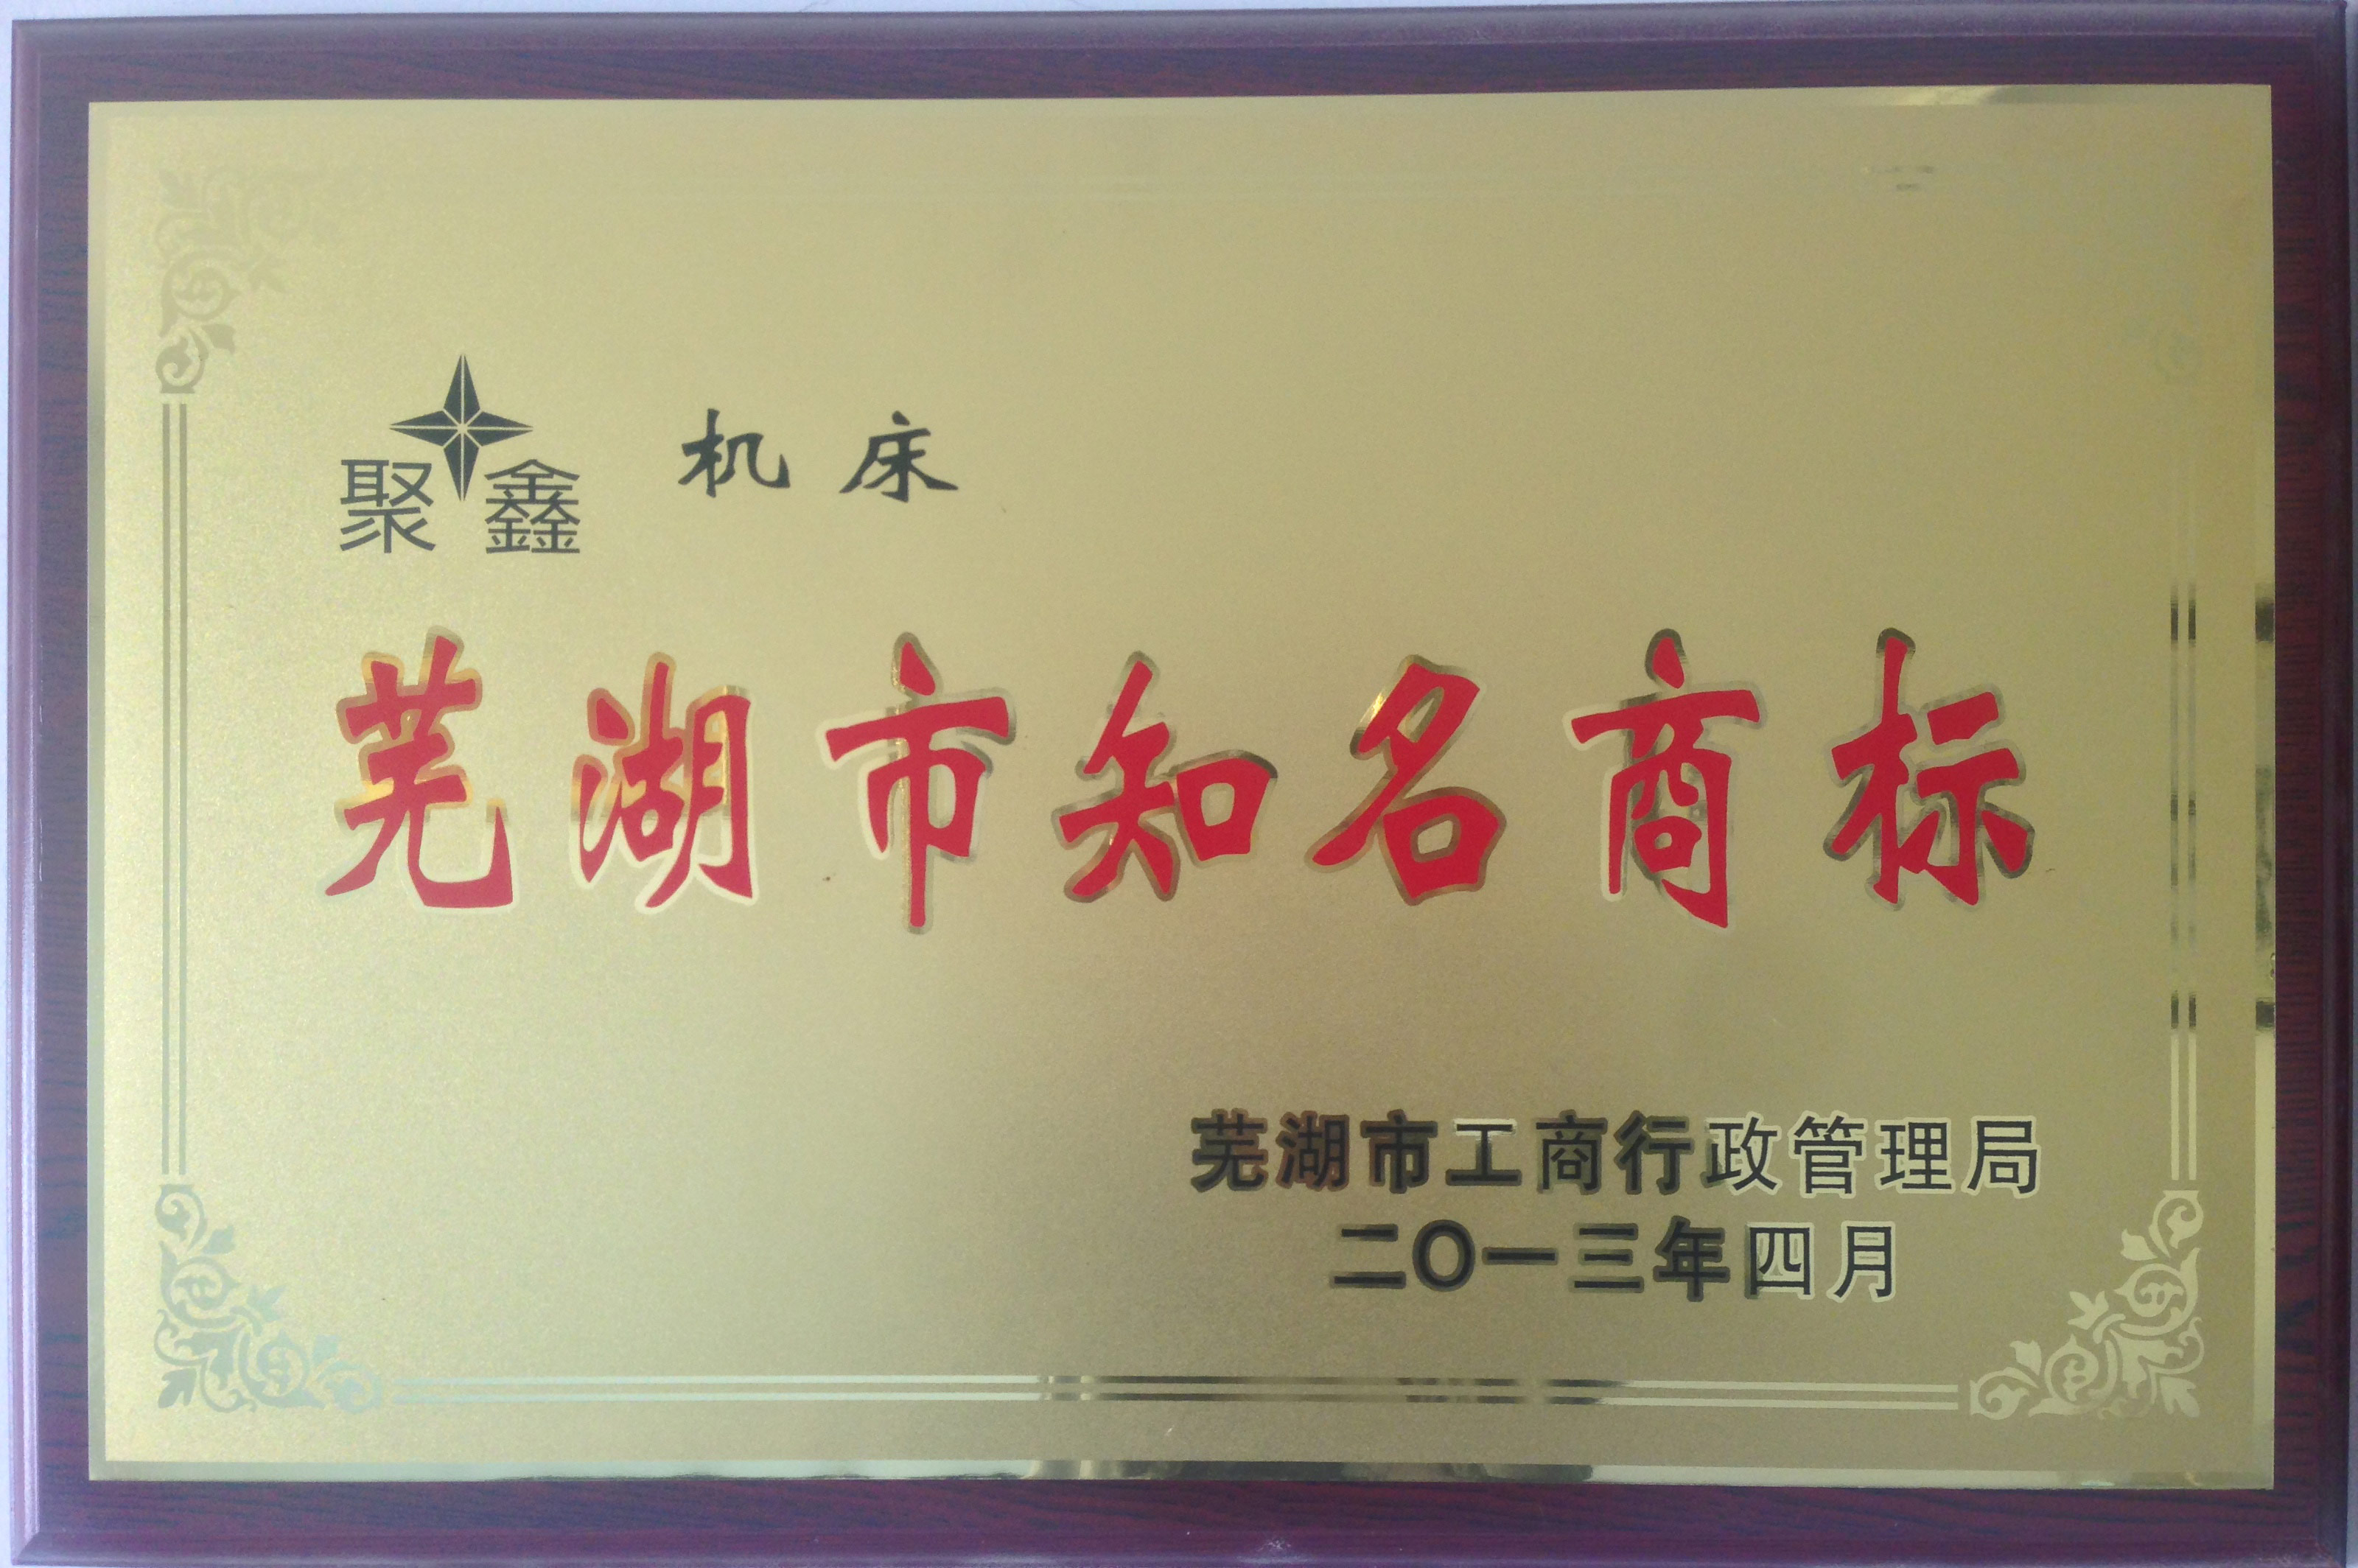 聚鑫 机床
芜湖市知名商标
芜湖市工商行政管理局
二〇一三年四月